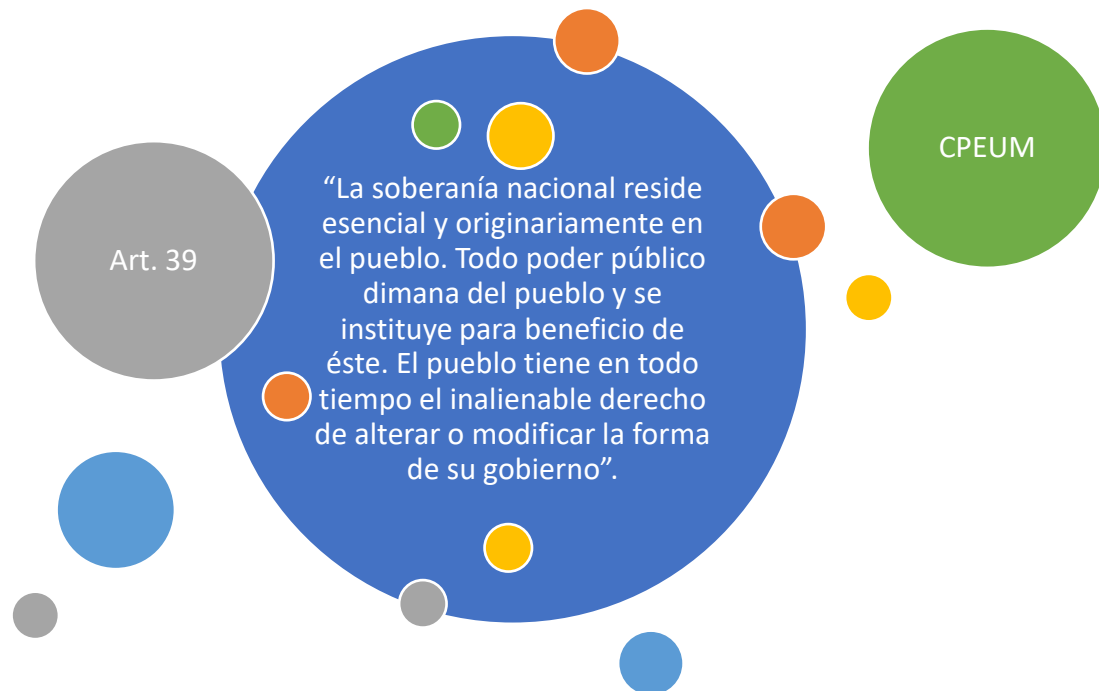 CPEUM
Art. 39
“La soberanía nacional reside
esencial y originariamente en
el pueblo. Todo poder público
dimana del pueblo y se
instituye para beneficio de
éste. El pueblo tiene en todo
tiempo el inalienable derecho
de alterar o modificar la forma
de su gobierno”.